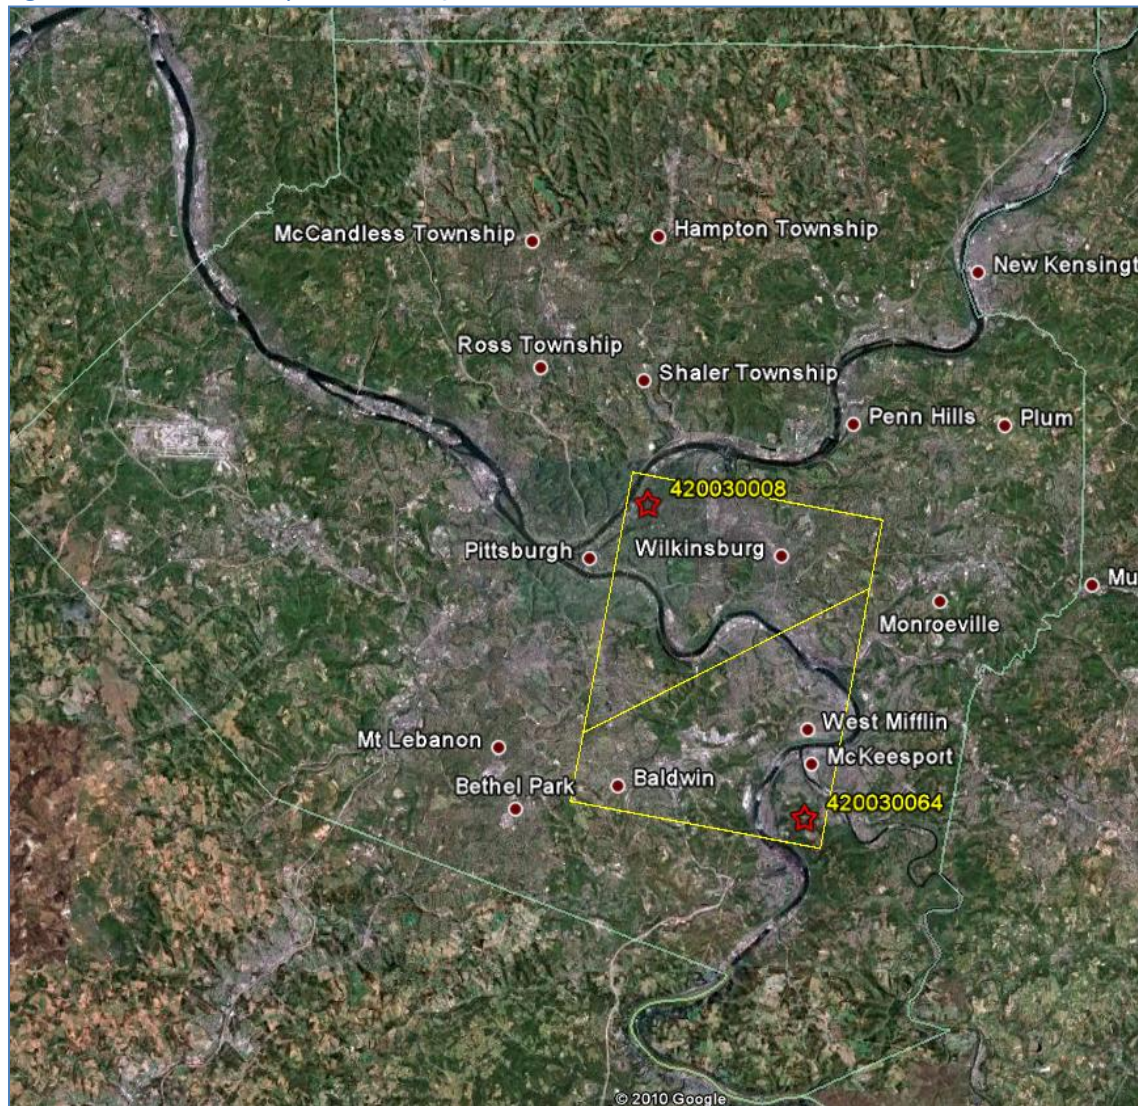 McCandless Township
Hampton Township
New Kensingt
Ross Township
Shaler Township
Penn Hills
Plum
420030008
Pittsburgh
Wilkinsburg
Mu
Monroeville
West Mifflin
Mt Lebanon
McKeesport
Bethel Park
Baldwin
420030064
© 2010 Google